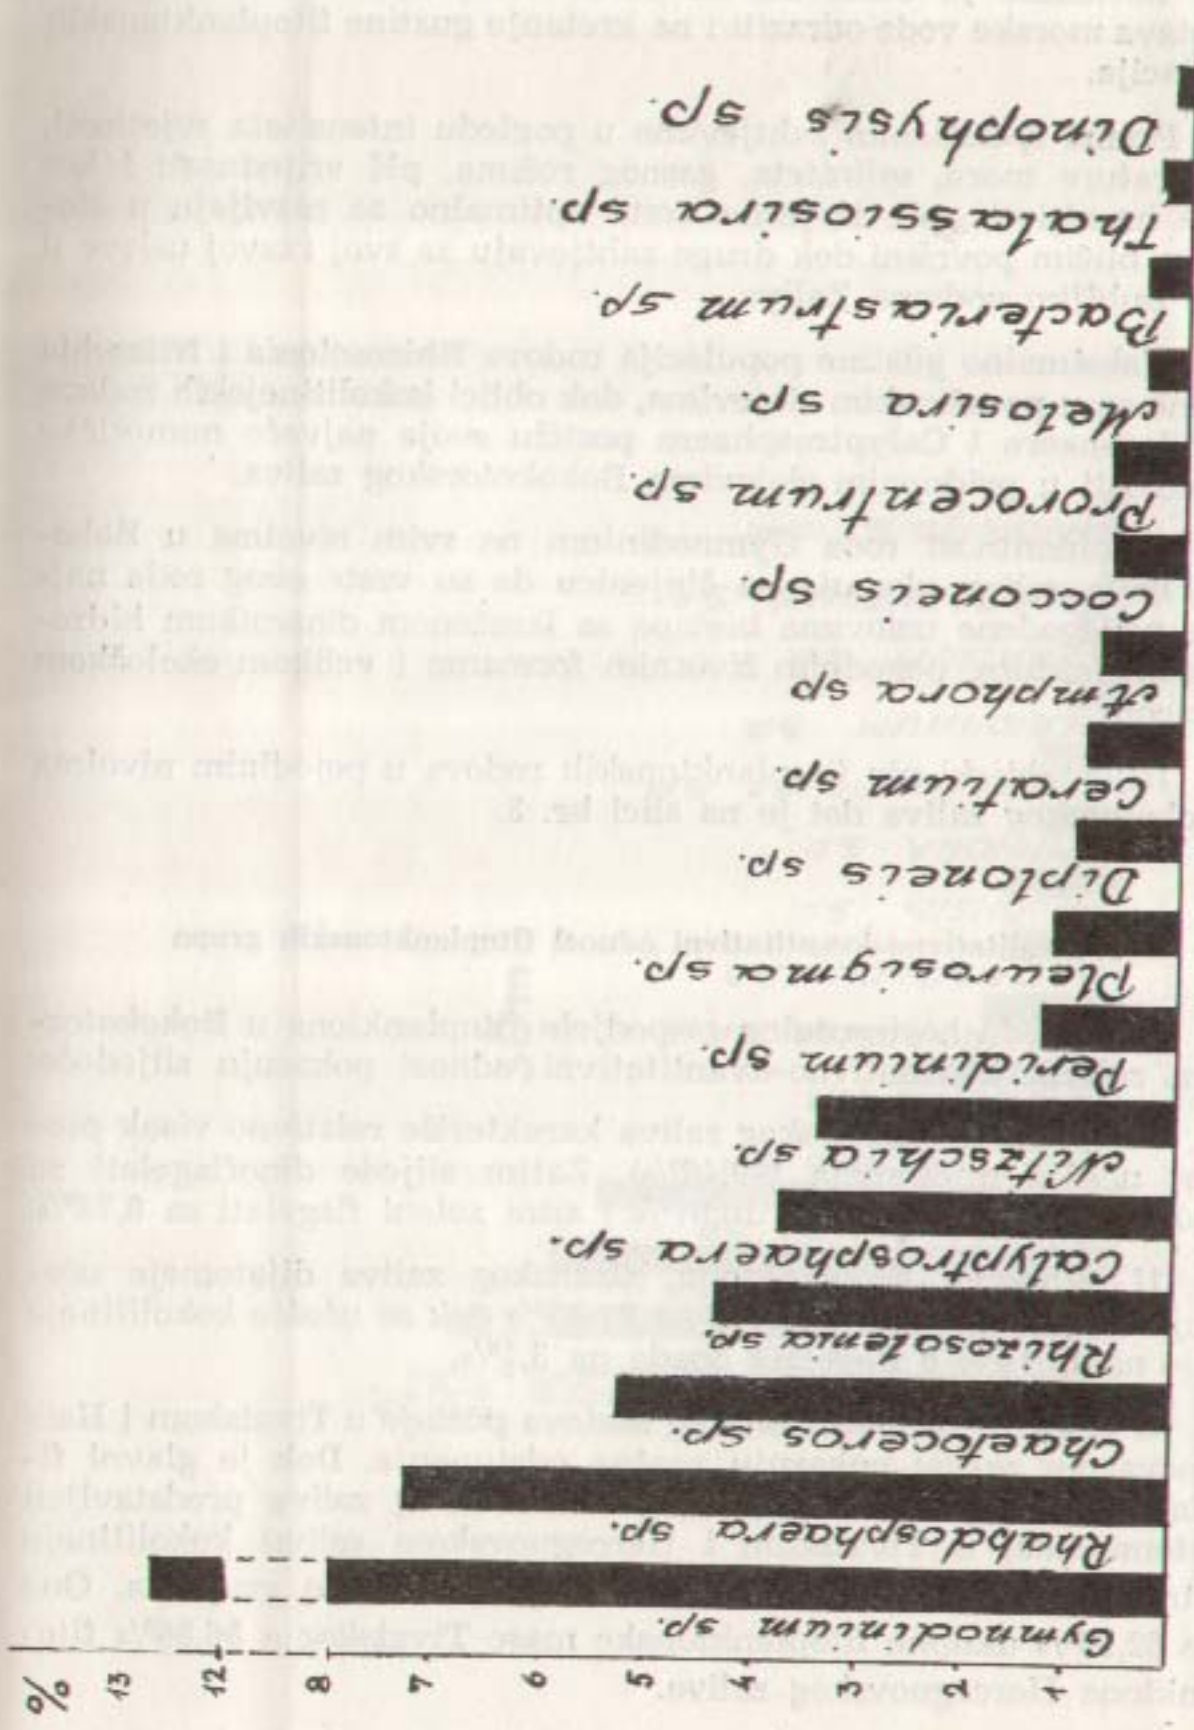 %
13
12
8
7
6
5
4
3
2
1
Gymnodinium sp.
Rhabdosphaera sp.
Chaetoceros sp.
Rhizosolenia sp.
Calyptrosphaera sp.
Nitzschia sp.
Peridinium sp.
Pleurosigma sp.
Diploneis sp.
Ceratium sp.
Amphora sp
Cocconeis sp.
Prorocentrum sp.
Melosira sp.
Bacteriastrum sp.
Thalassiosira sp.
Dinophysis sp.